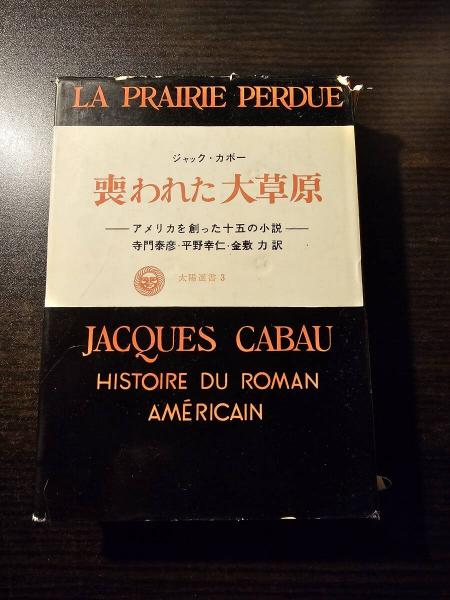 LA PRAIRIE PERDUE
ジャック・カボー
喪われた大草原
──アメリカを創った十五の小説──
寺門泰彦・平野幸仁・金敷 力 訳
太陽選書 3
JACQUES CABAU
HISTOIRE DU ROMAN
AMÉRICAIN